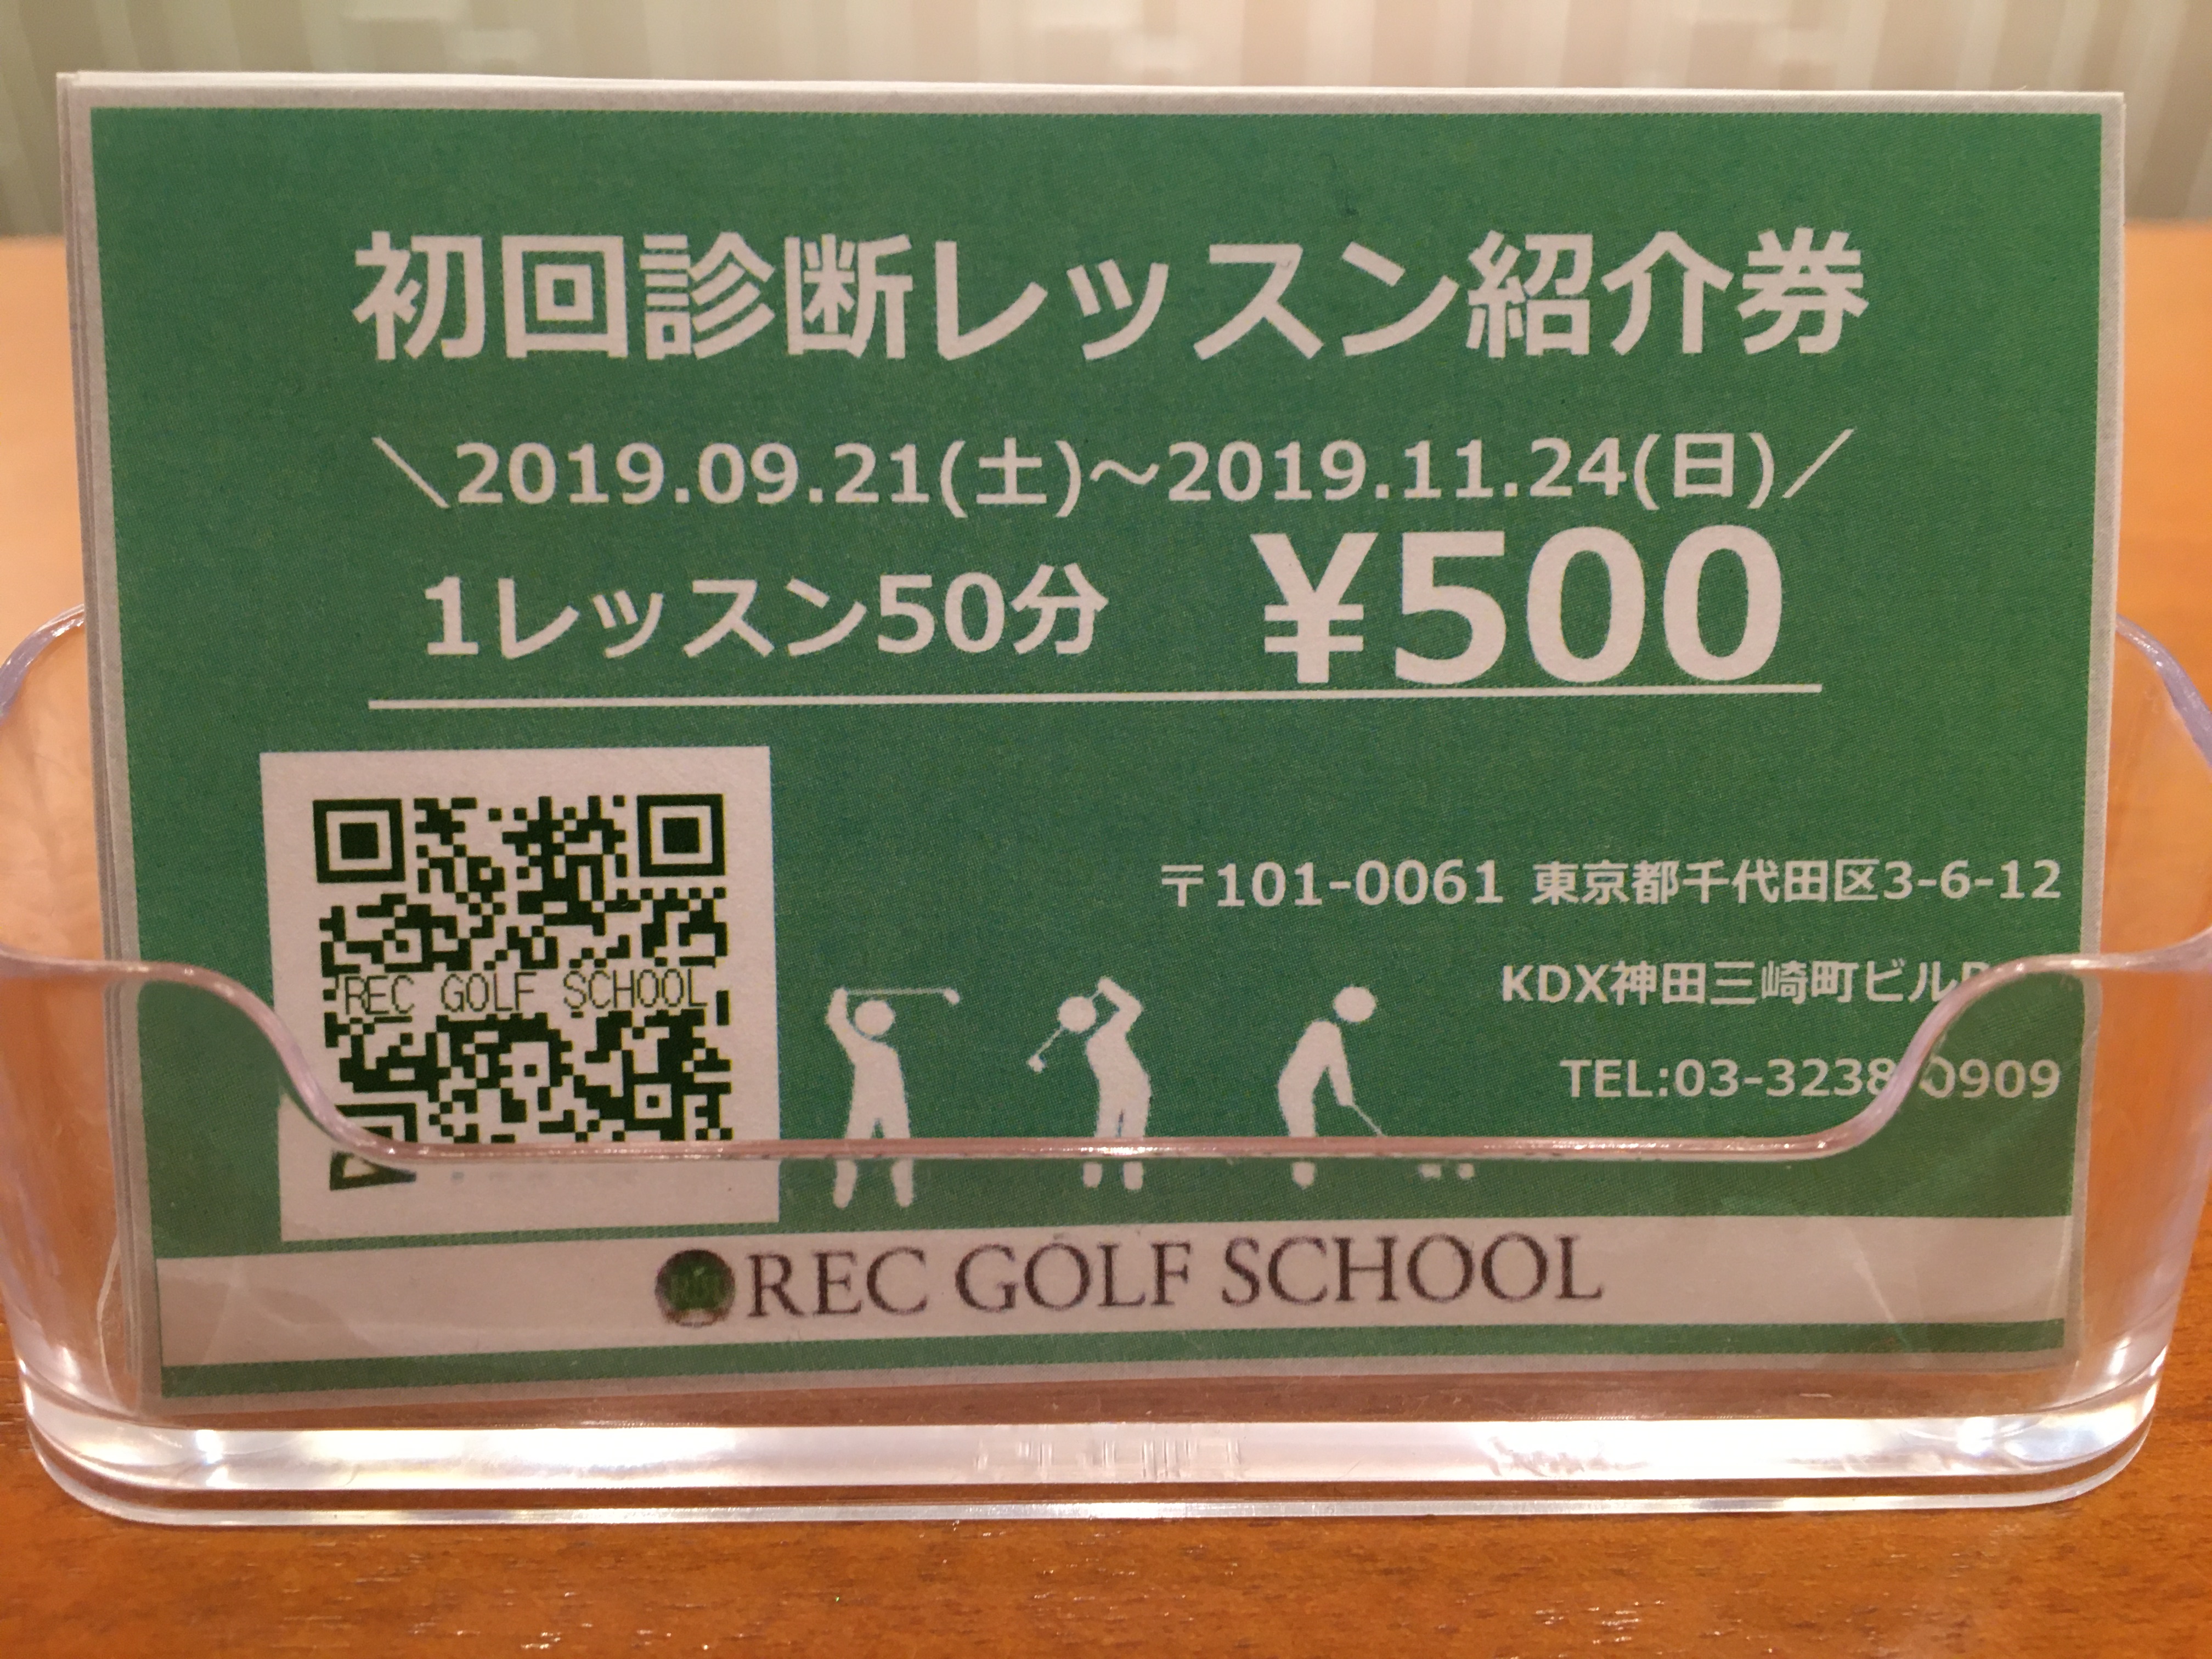 初回診断レッスン紹介券
＼2019.09.21(土)～2019.11.24(日)／
1レッスン50分 ¥500
〒101-0061 東京都千代田区3-6-12
KDX神田三崎町ビル
TEL:03-3238-0909
REC GOLF SCHOOL
REC GOLF SCHOOL